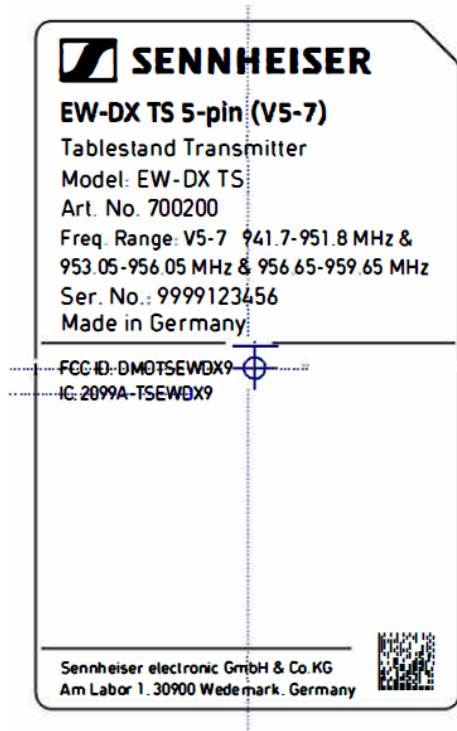 SENNHEISER
EW-DX TS 5-pin (V5-7)
Tablestand Transmitter
Model: EW-DX TS
Art. No. 700200
Freq. Range: V5-7 941.7-951.8 MHz &
953.05-956.05 MHz & 956.65-959.65 MHz
Ser. No.: 9999123456
Made in Germany
FCC ID: DMOTSEWDX9
IC: 2099A-TSEWDX9
Sennheiser electronic GmbH & Co. KG
Am Labor 1, 30900 Wedemark, Germany